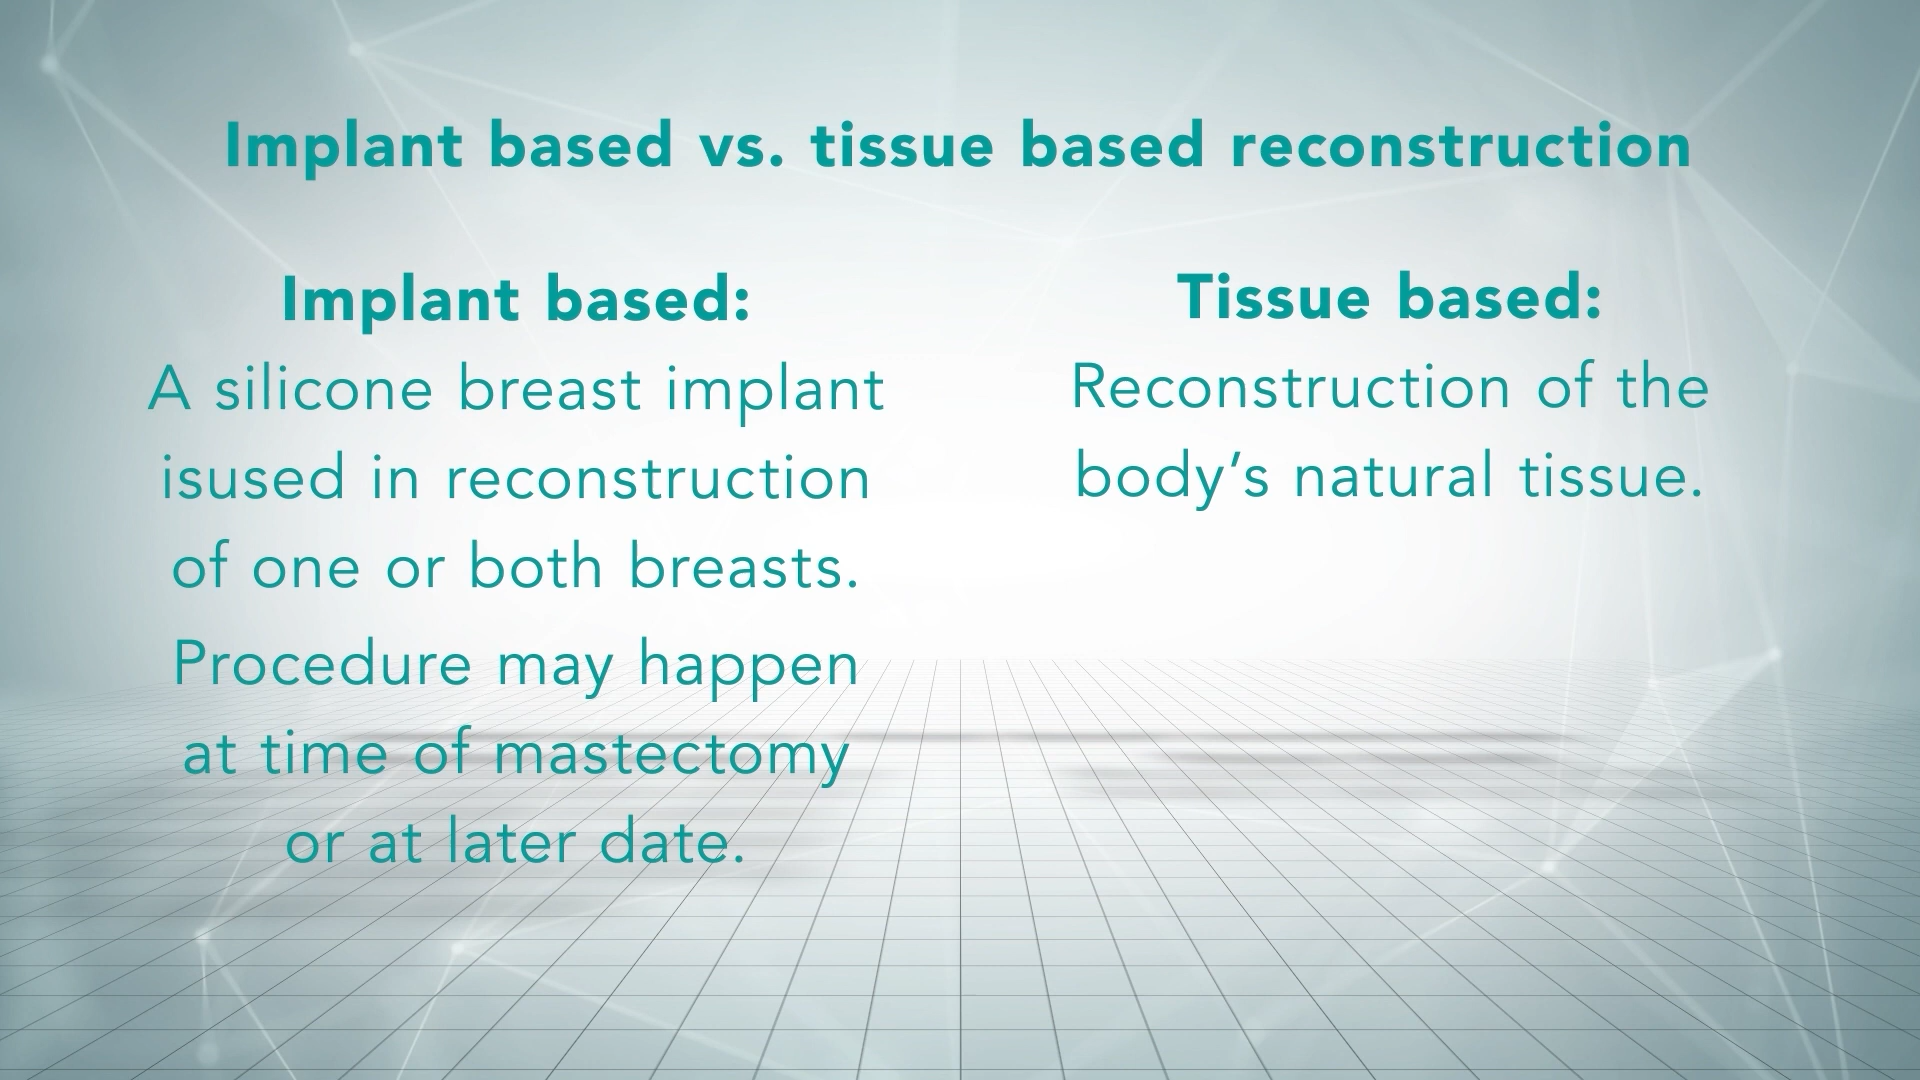 Implant based vs. tissue based reconstruction
Implant based:
A silicone breast implant
isused in reconstruction
of one or both breasts.
Procedure may happen
at time of mastectomy
or at later date.
Tissue based:
Reconstruction of the
body’s natural tissue.